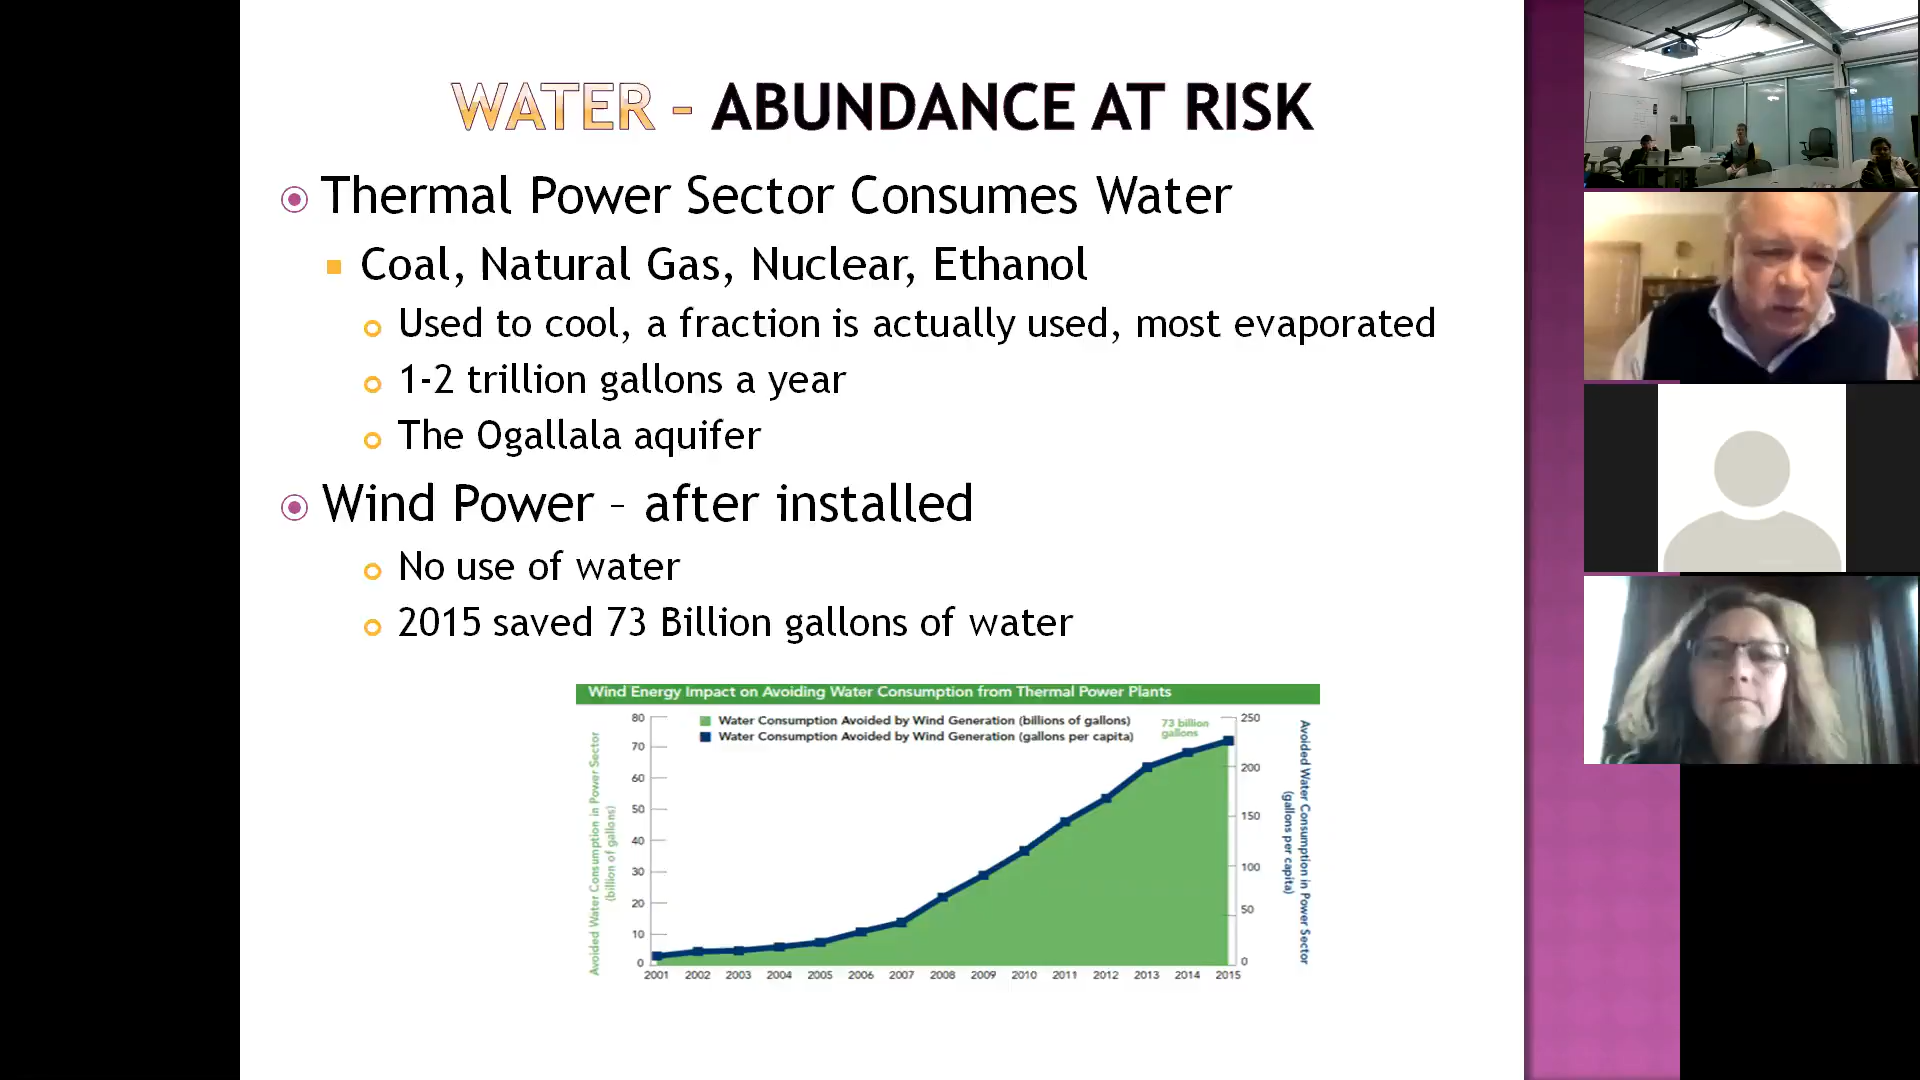 WATER – ABUNDANCE AT RISK
Thermal Power Sector Consumes Water
Coal, Natural Gas, Nuclear, Ethanol
Used to cool, a fraction is actually used, most evaporated
1-2 trillion gallons a year
The Ogallala aquifer
Wind Power – after installed
No use of water
2015 saved 73 Billion gallons of water
Wind Energy Impact on Avoiding Water Consumption from Thermal Power Plants
Water Consumption Avoided by Wind Generation (billions of gallons)
Water Consumption Avoided by Wind Generation (gallons per capita)
73 billion
gallons
Avoided Water Consumption in Power Sector
(billion of gallons)
80
70
60
50
40
30
20
10
0
250
200
150
100
50
0
Avoided Water Consumption in Power Sector
(gallons per capita)
2001 2002 2003 2004 2005 2006 2007 2008 2009 2010 2011 2012 2013 2014 2015